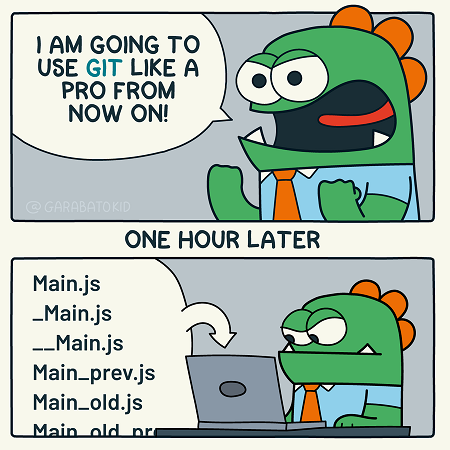 I AM GOING TO
USE GIT LIKE A
PRO FROM
NOW ON!
@GARABATOKID
ONE HOUR LATER
Main.js
_Main.js
__Main.js
Main_prev.js
Main_old.js
Main_old_pr